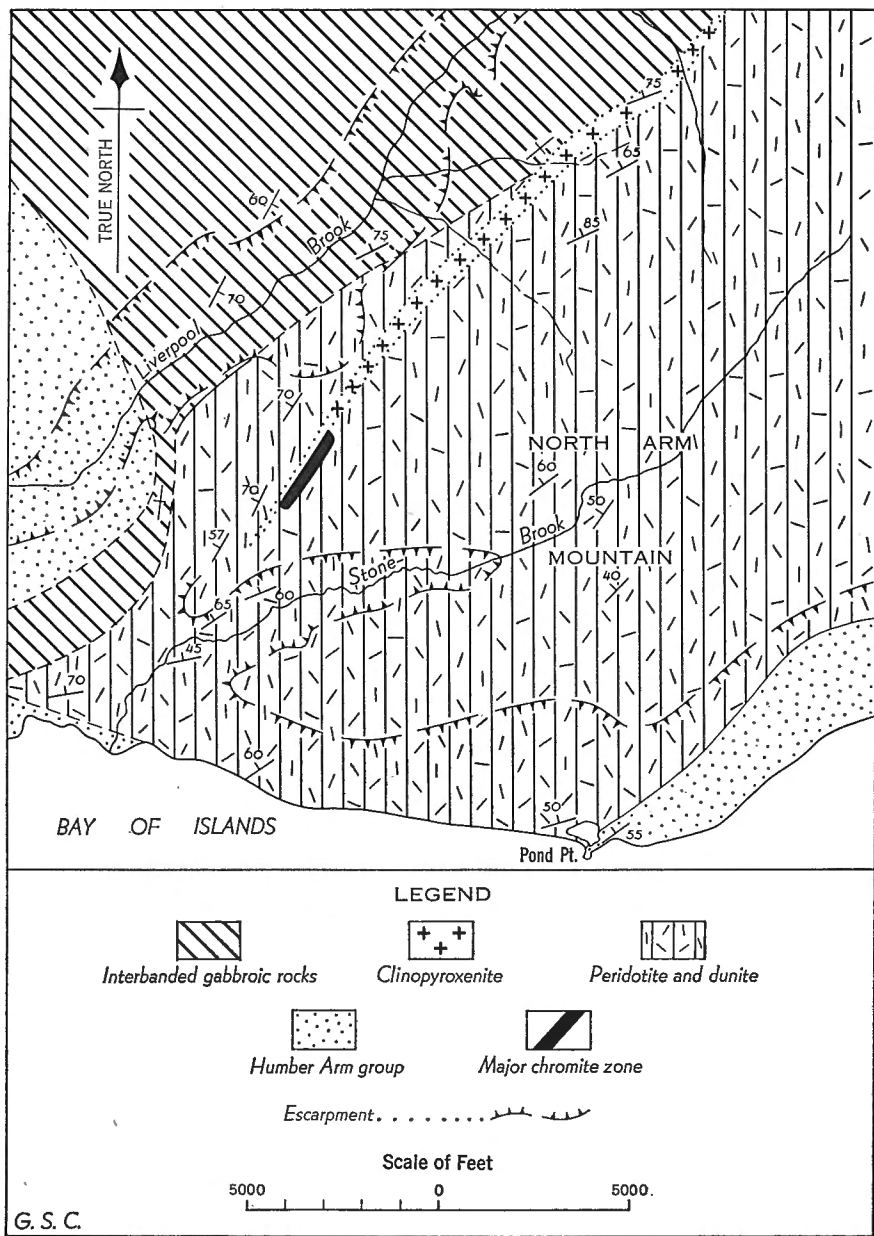 TRUE NORTH
75
65
60
85
Brook
75
70
Liverpool
70
NORTH ARM
60
70
50
57
Brook
Stone
MOUNTAIN
40
60
65
45
70
60
BAY OF ISLANDS
50
55
Pond Pt.
LEGEND
Interbanded gabbroic rocks
Clinopyroxenite
Peridotite and dunite
Humber Arm group
Major chromite zone
Escarpment
Scale of Feet
5000 0 5000
G. S. C.